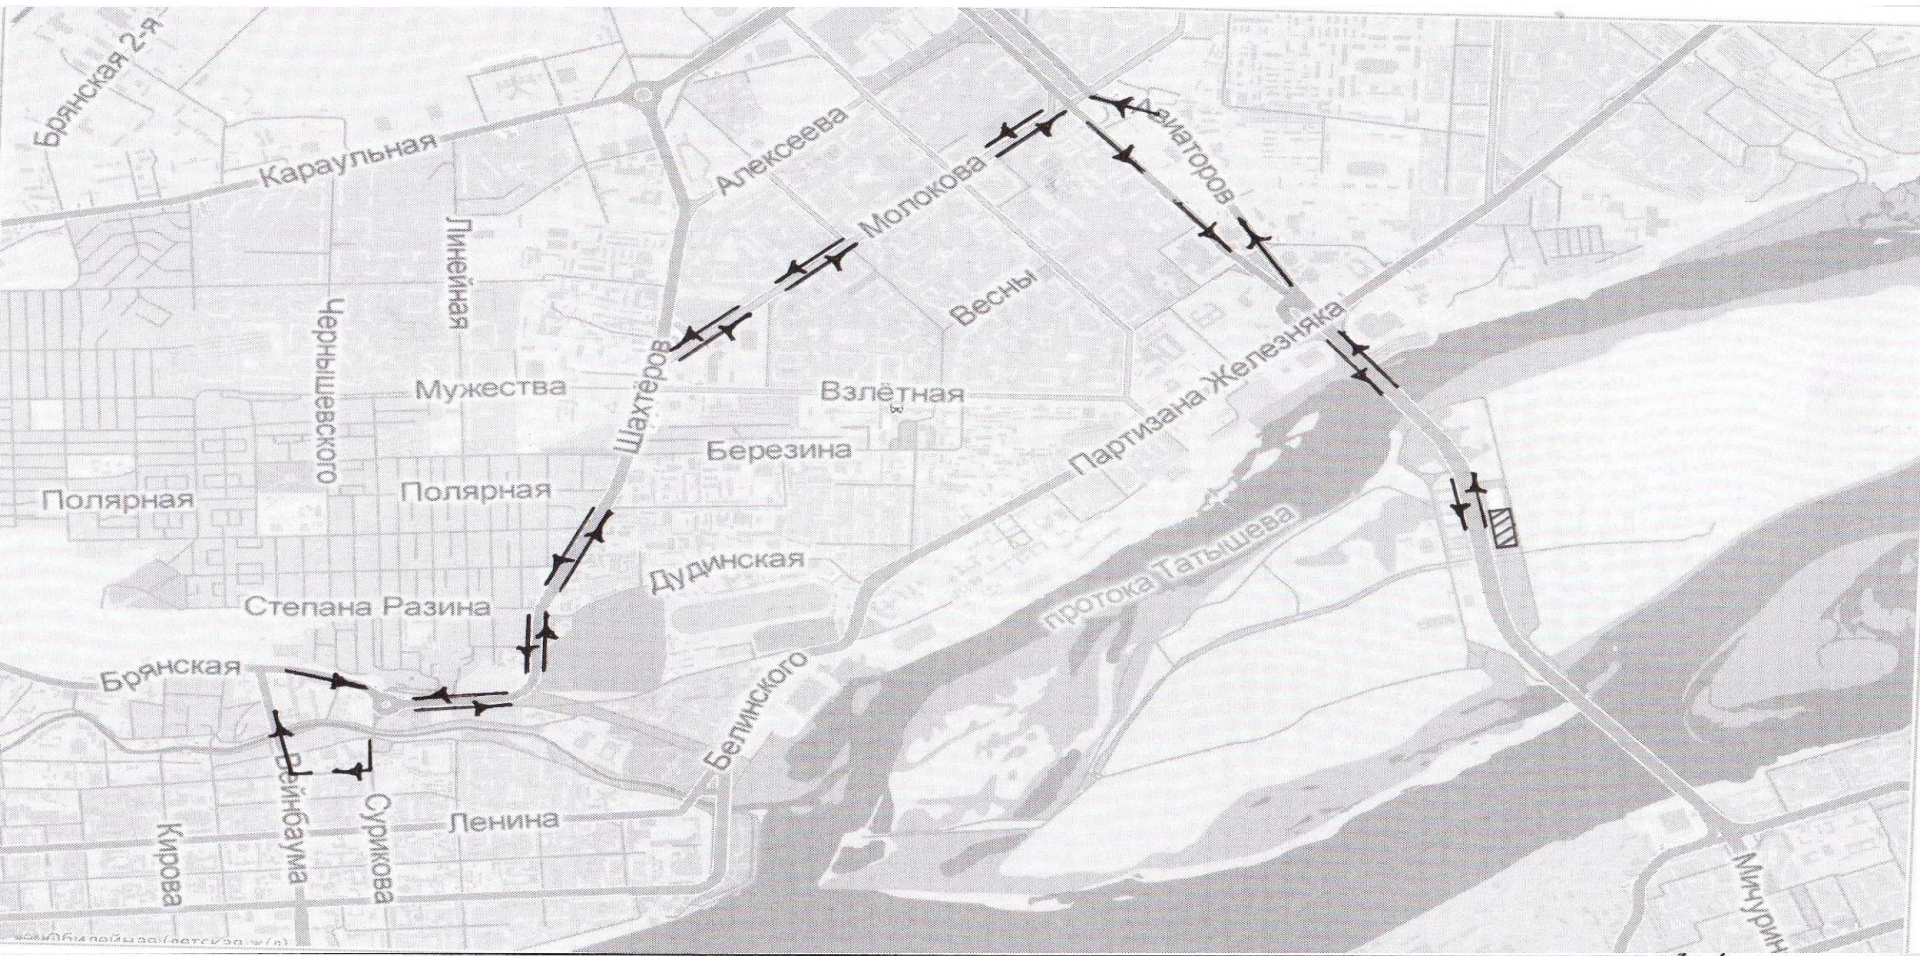 Брянская 2-я
Караульная
Алексеева
Авиаторов
Молокова
Линейная
Чернышевского
Весны
Шахтёров
Мужества
Взлётная
Партизана Железняка
Березина
Полярная
Полярная
Дудинская
протока Татышева
Степана Разина
Брянская
Белинского
Вейнбаума
Сурикова
Ленина
Кирова
Мичурин